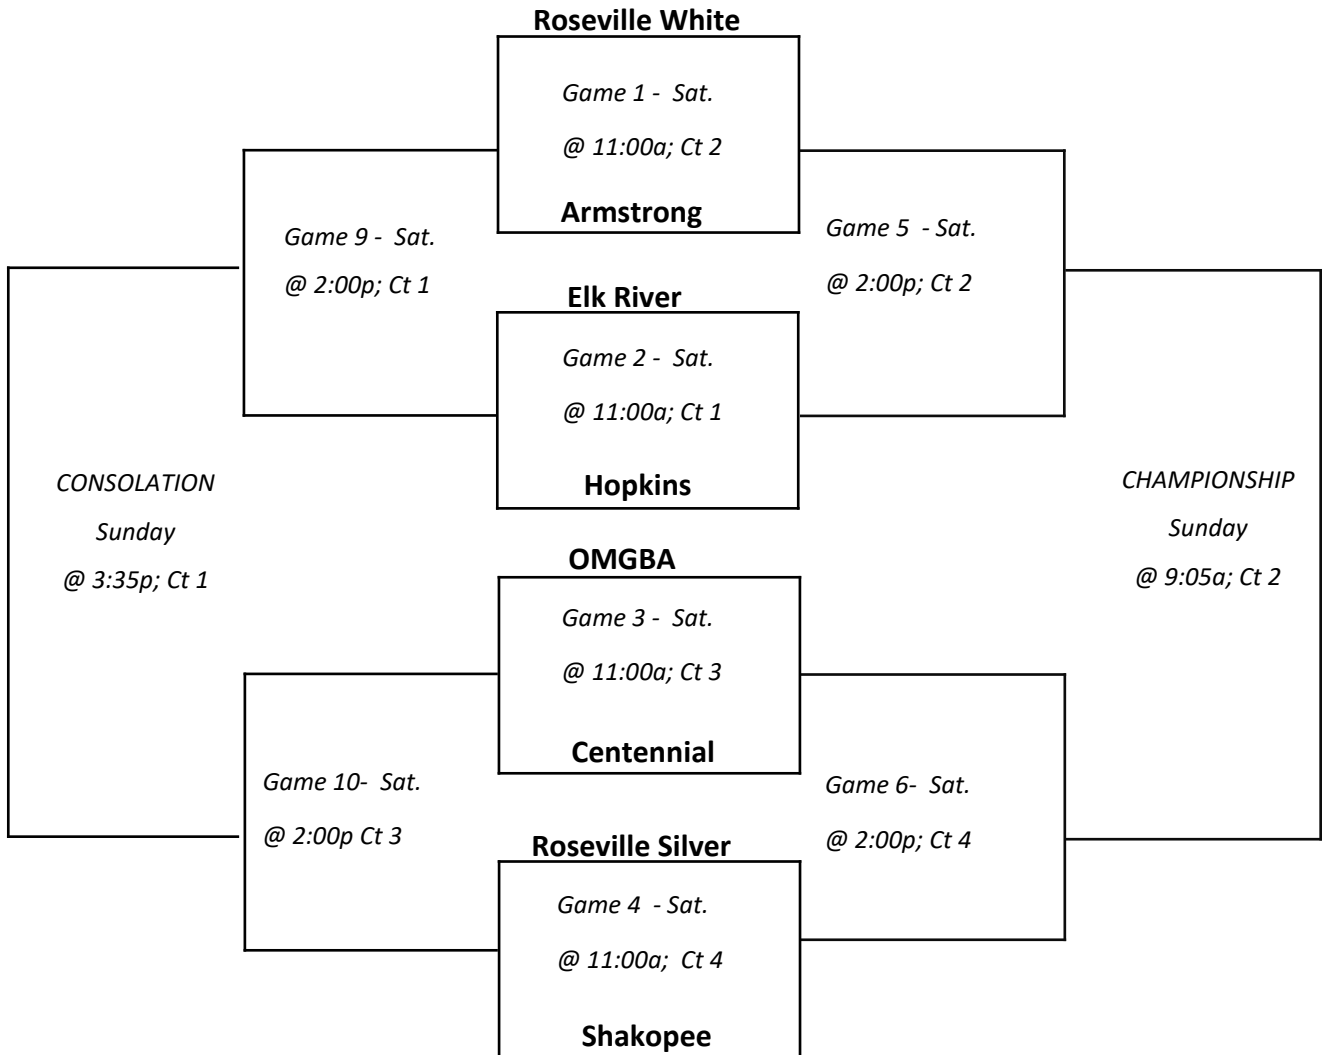 Roseville White
Game 1 - Sat.
@ 11:00a; Ct 2
Armstrong
Game 9 - Sat.
@ 2:00p; Ct 1
Game 5 - Sat.
@ 2:00p; Ct 2
Elk River
Game 2 - Sat.
@ 11:00a; Ct 1
Hopkins
CONSOLATION
Sunday
@ 3:35p; Ct 1
CHAMPIONSHIP
Sunday
@ 9:05a; Ct 2
OMGBA
Game 3 - Sat.
@ 11:00a; Ct 3
Centennial
Game 10- Sat.
@ 2:00p Ct 3
Game 6- Sat.
@ 2:00p; Ct 4
Roseville Silver
Game 4 - Sat.
@ 11:00a; Ct 4
Shakopee